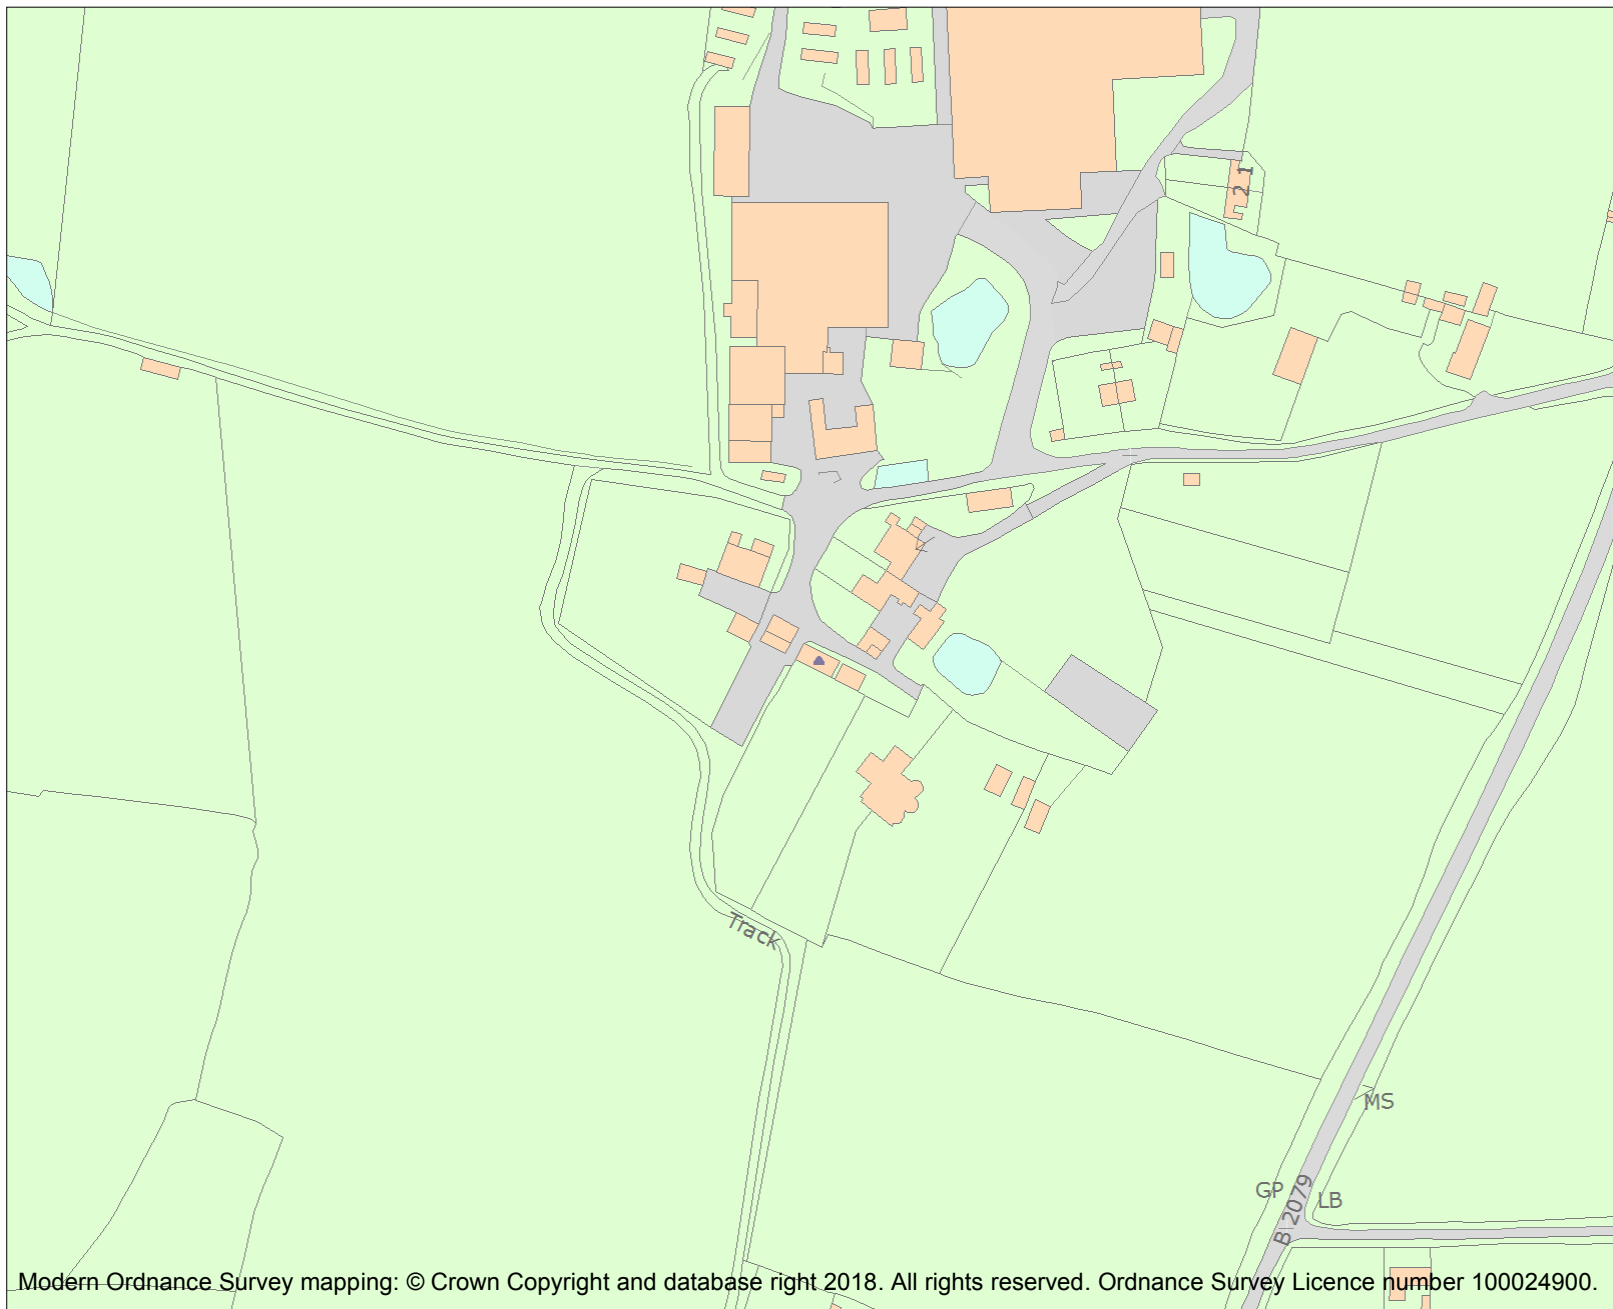 2 1
Track
MS
GP
LB
B 2079
Modern Ordnance Survey mapping: © Crown Copyright and database right 2018. All rights reserved. Ordnance Survey Licence number 100024900.